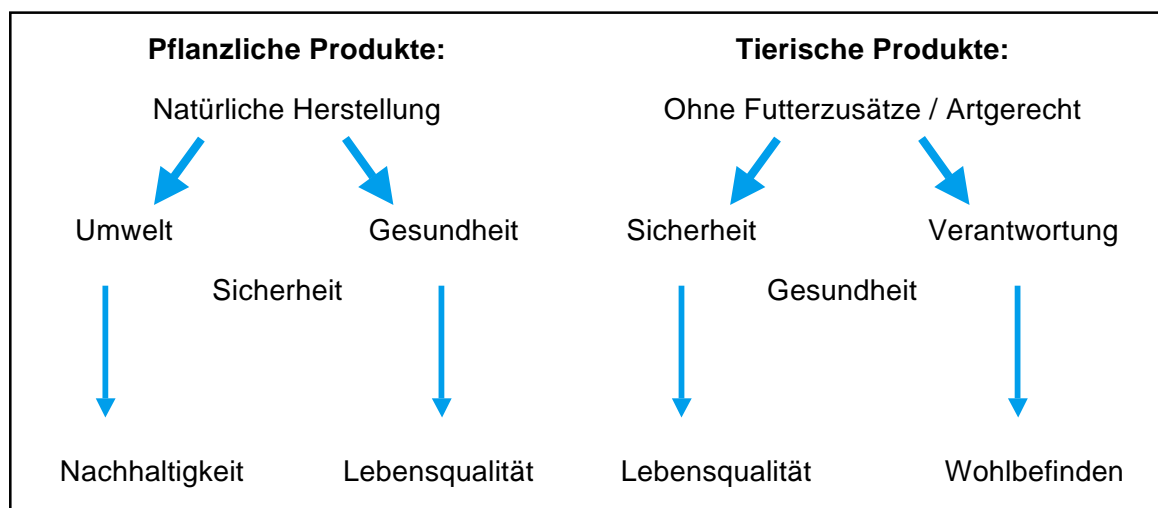 Pflanzliche Produkte:
Natürliche Herstellung
Umwelt
Gesundheit
Sicherheit
Nachhaltigkeit
Lebensqualität
Tierische Produkte:
Ohne Futterzusätze / Artgerecht
Sicherheit
Verantwortung
Gesundheit
Lebensqualität
Wohlbefinden